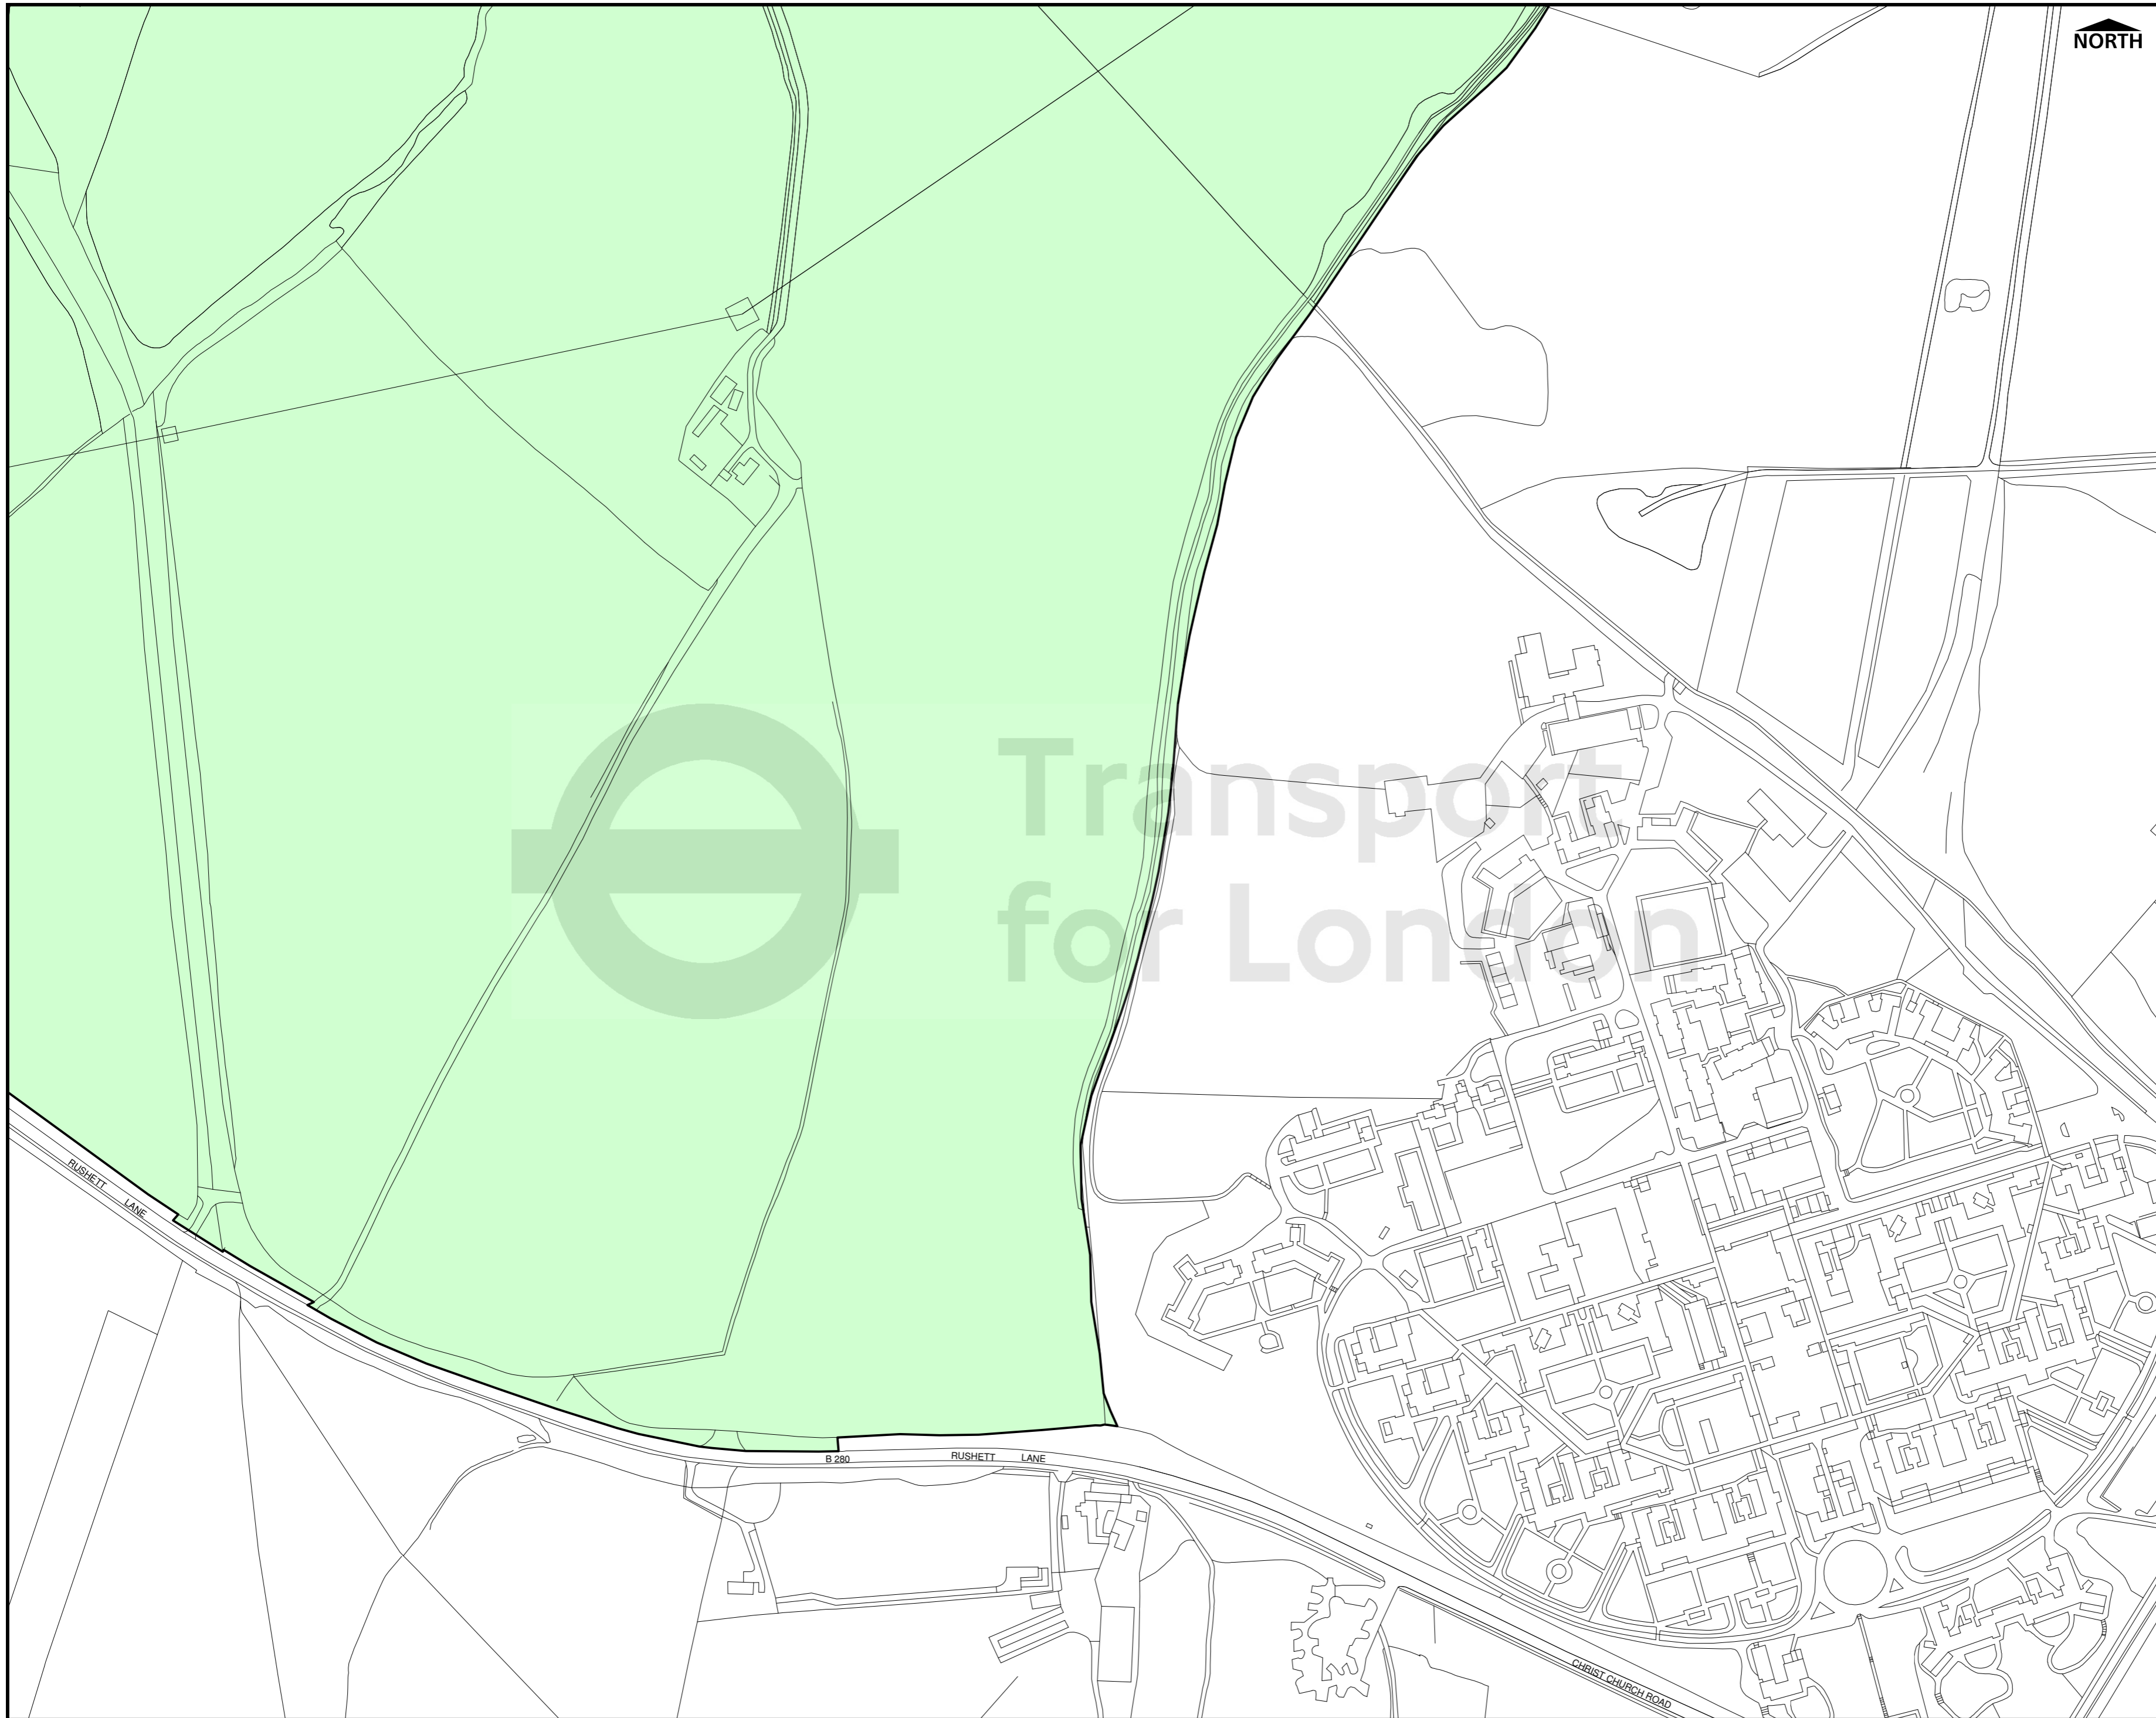 NORTH
Transport
for London
RUSHETT LANE
B 280
RUSHETT LANE
CHRIST CHURCH ROAD